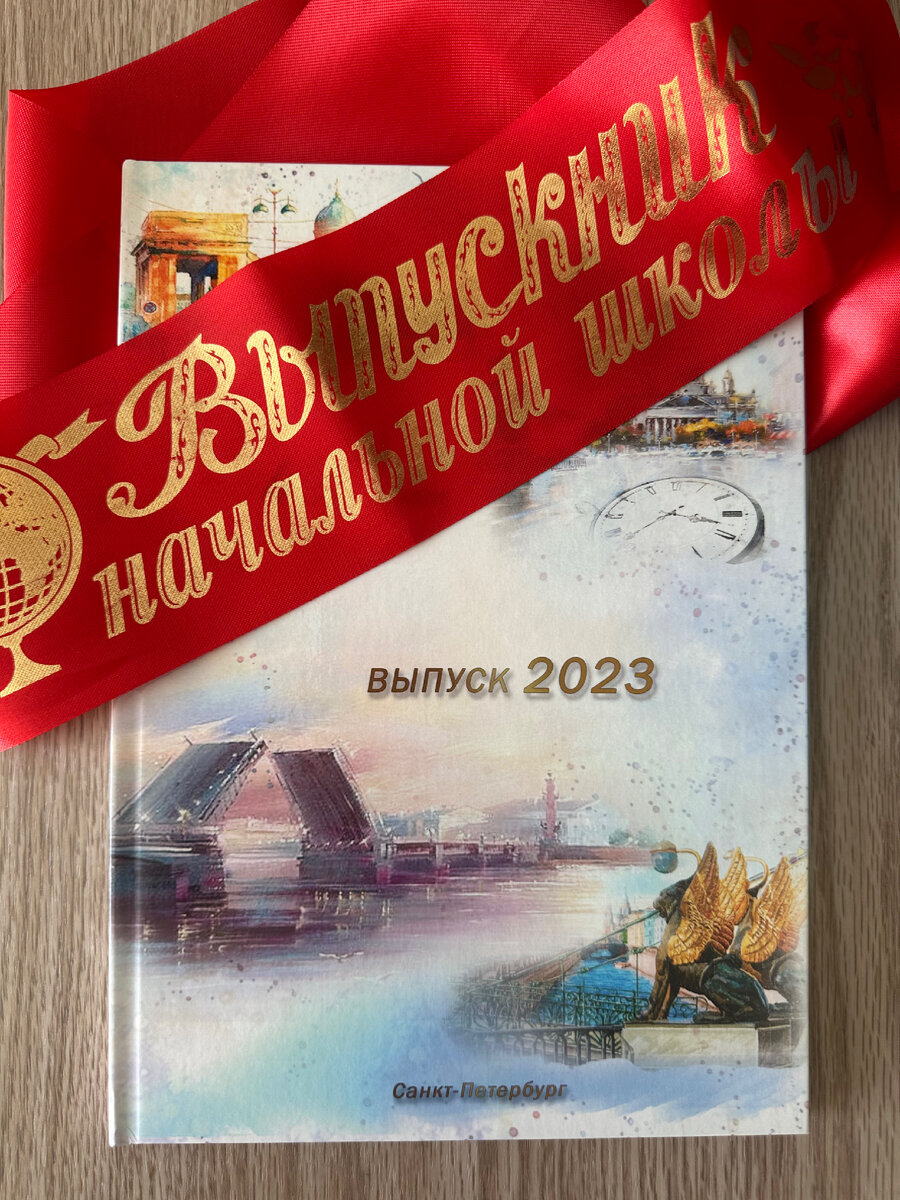 Выпускник
начальной школы
ВЫПУСК 2023
Санкт-Петербург